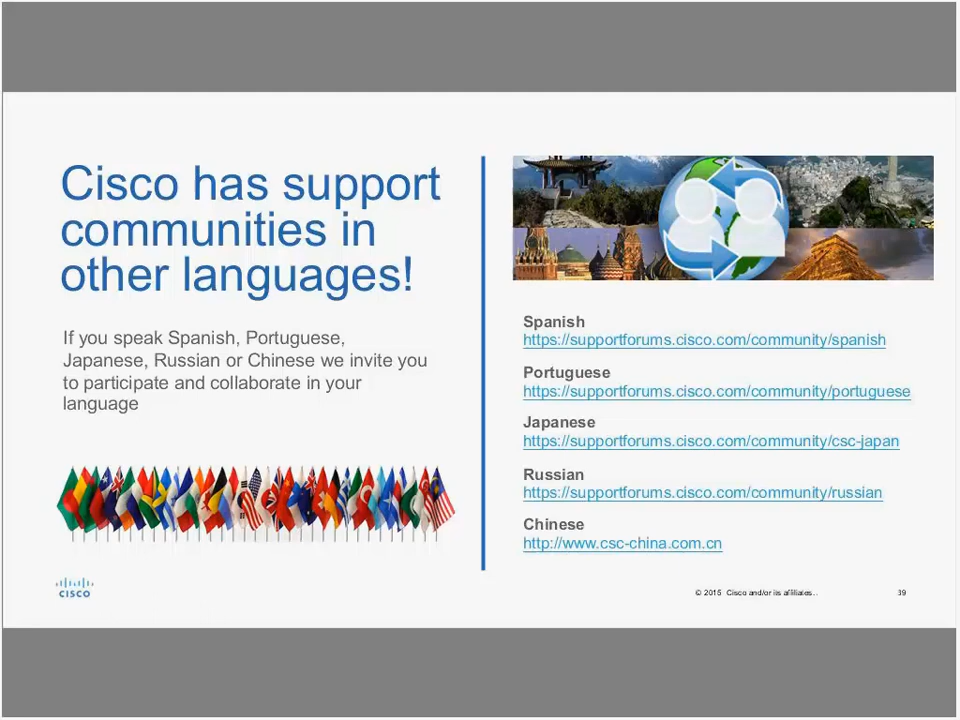 Cisco has support
communities in
other languages!
If you speak Spanish, Portuguese,
Japanese, Russian or Chinese we invite you
to participate and collaborate in your
language
Spanish
https://supportforums.cisco.com/community/spanish
Portuguese
https://supportforums.cisco.com/community/portuguese
Japanese
https://supportforums.cisco.com/community/csc-japan
Russian
https://supportforums.cisco.com/community/russian
Chinese
http://www.csc-china.com.cn
CISCO
© 2015 Cisco and/or its affiliates..
39